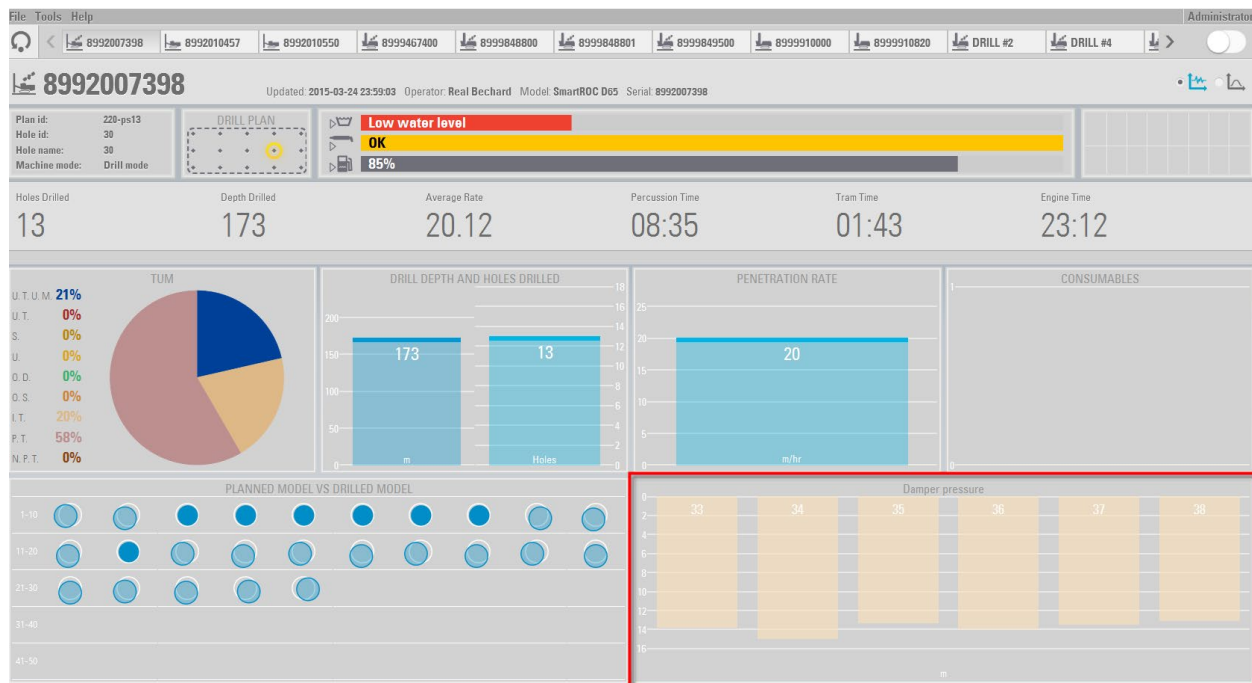 File Tools Help Administrator
8992007398 8992010457 8992010550 8999467400 8999848800 8999848801 8999849500 8999910000 8999910820 DRILL #2 DRILL #4
8992007398 Updated: 2015-03-24 23:59:03 Operator: Real Bechard Model: SmartROC D65 Serial: 8992007398
Plan id: 220-ps13
Hole id: 30
Hole name: 30
Machine mode: Drill mode
DRILL PLAN
Low water level
OK
85%
Holes Drilled Depth Drilled Average Rate Percussion Time Tram Time Engine Time
13 173 20.12 08:35 01:43 23:12
TUM
U.T.U.M. 21%
U.T. 0%
S. 0%
U. 0%
O.D. 0%
O.S. 0%
I.T. 20%
P.T. 58%
N.P.T. 0%
DRILL DEPTH AND HOLES DRILLED
200
150
100
50
0
173
m
13
Holes
18
16
14
12
10
8
6
4
2
0
PENETRATION RATE
25
20
15
10
5
0
20
m/hr
CONSUMABLES
1
0
PLANNED MODEL VS DRILLED MODEL
1-10
11-20
21-30
31-40
41-50
Damper pressure
0
2
4
6
8
10
12
14
16
33 34 35 36 37 38
m